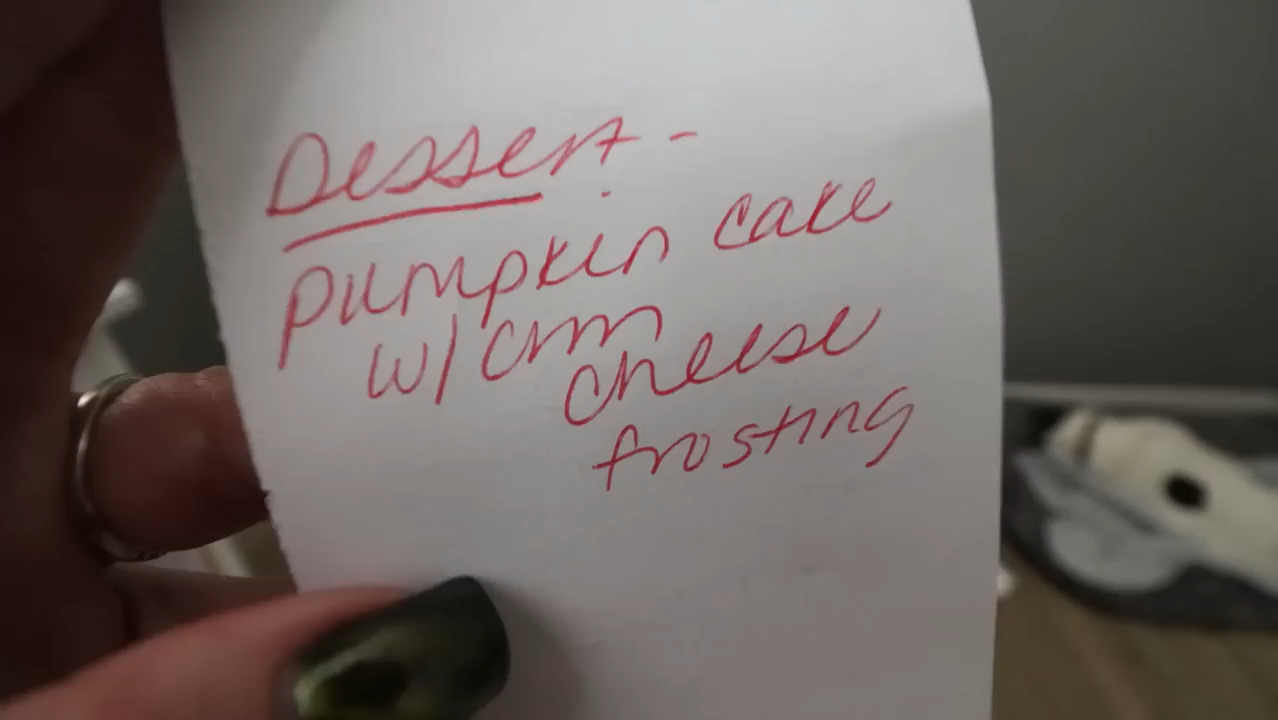 Dessert -
pumpkin cake
w/ crm
cheese
frosting